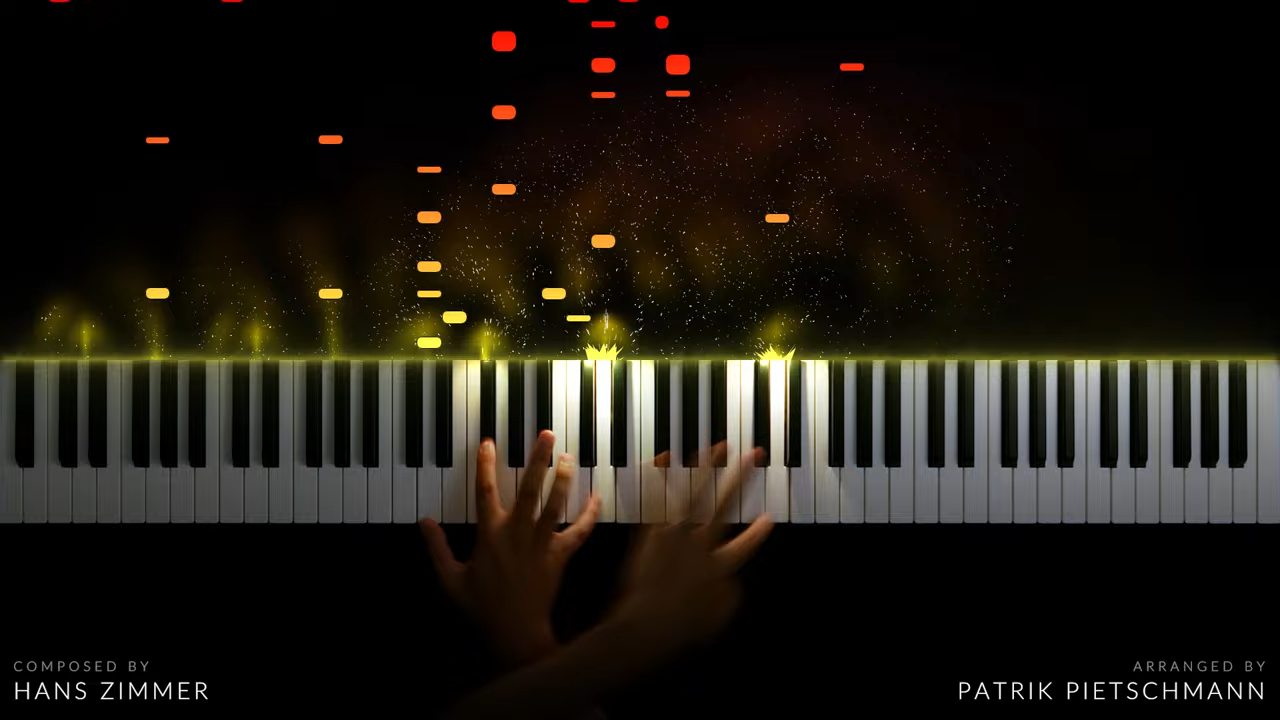 COMPOSED BY
HANS ZIMMER
ARRANGED BY
PATRIK PIETSCHMANN